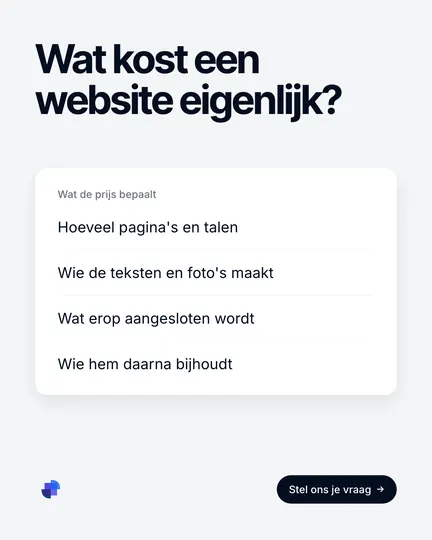 Wat kost een
website eigenlijk?
Wat de prijs bepaalt
Hoeveel pagina's en talen
Wie de teksten en foto's maakt
Wat erop aangesloten wordt
Wie hem daarna bijhoudt
Stel ons je vraag →